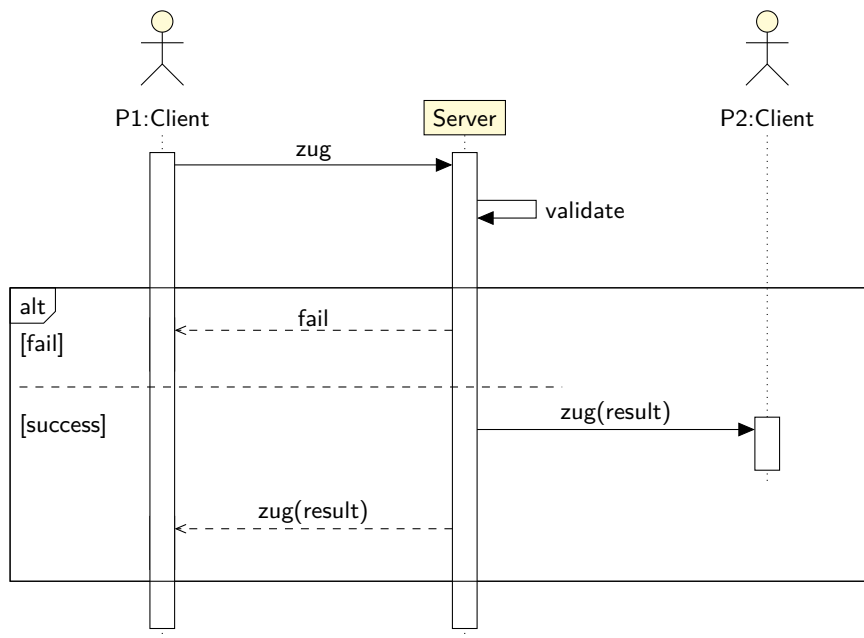 P1:Client
Server
P2:Client
zug
validate
alt
fail
[fail]
zug(result)
[success]
zug(result)